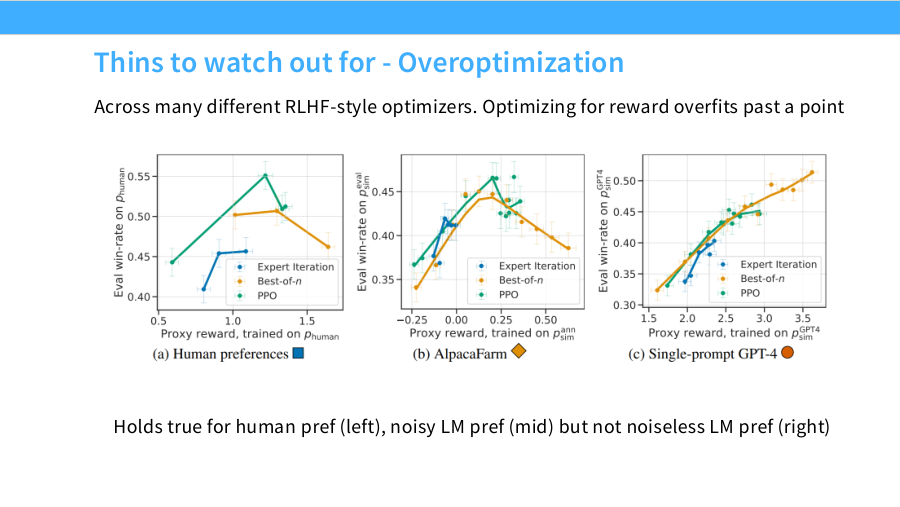 Thins to watch out for - Overoptimization
Across many different RLHF-style optimizers. Optimizing for reward overfits past a point
Eval win-rate on p_human
0.55
0.50
0.45
0.40
Expert Iteration
Best-of-n
PPO
0.5 1.0 1.5
Proxy reward, trained on p_human
(a) Human preferences
Eval win-rate on p_sim^eval
0.45
0.40
0.35
Expert Iteration
Best-of-n
PPO
−0.25 0.00 0.25 0.50
Proxy reward, trained on p_sim^ann
(b) AlpacaFarm
Eval win-rate on p_sim^GPT4
0.50
0.45
0.40
0.35
0.30
Expert Iteration
Best-of-n
PPO
1.5 2.0 2.5 3.0 3.5
Proxy reward, trained on p_sim^GPT4
(c) Single-prompt GPT-4
Holds true for human pref (left), noisy LM pref (mid) but not noiseless LM pref (right)